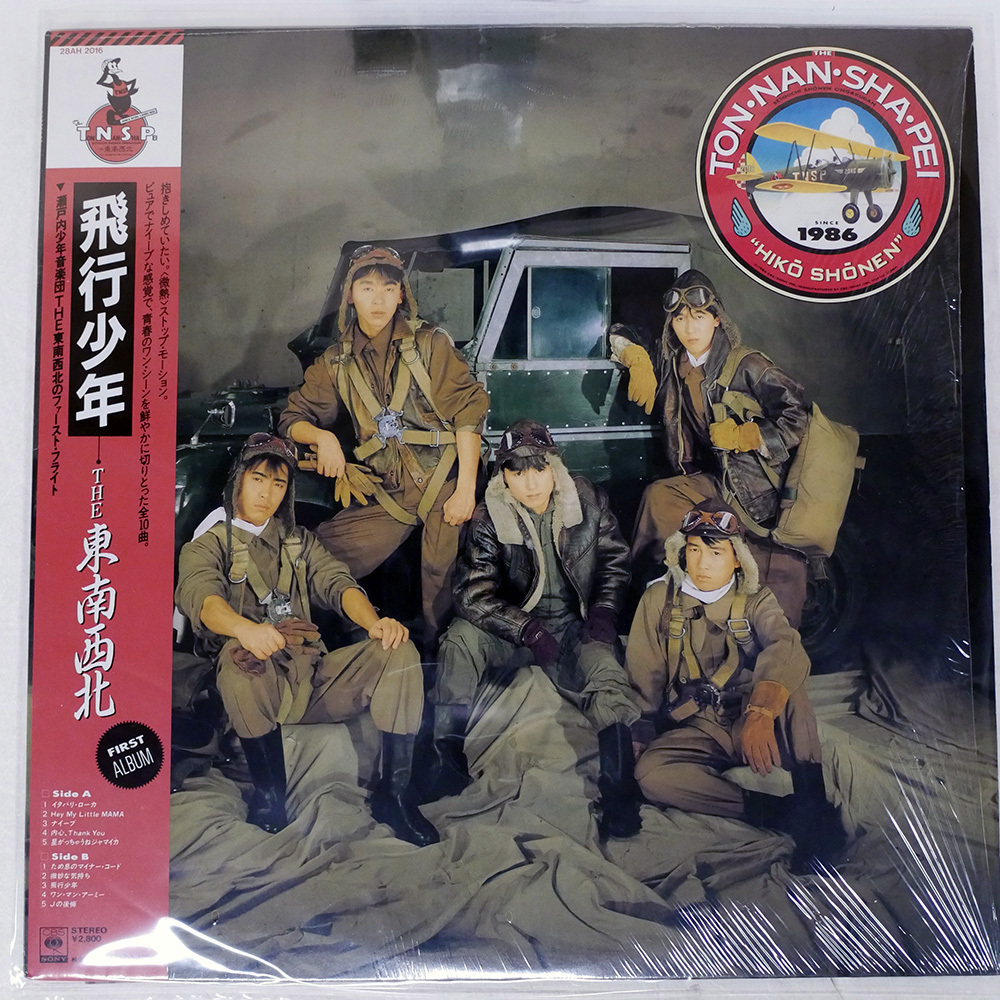 28AH 2016
TNSP
飛行少年
THE 東南西北
抱きしめていたい。〈微熱〉ストップ・モーション。
ピュアでナイーブな感覚で、青春のワン・シーンを鮮やかに切りとった全10曲。
▼瀬戸内少年音楽団THE東南西北のファースト・フライト
FIRST
ALBUM
Side A
1 イタバリ・ローカ
2 Hey My Little MAMA
3 ナイーブ
4 内心、Thank You
5 星がっちゃうねジャマイカ
Side B
1 ため息のマイナー・コード
2 微妙な気持ち
3 飛行少年
4 ワン・マン・アーミー
5 Jの後悔
CBS
SONY
STEREO
¥2,800
THE
TON・NAN・SHA・PEI
SETOUCHI SHŌNEN ONGAKUDAN
TNSP
SINCE
1986
"HIKŌ SHŌNEN"